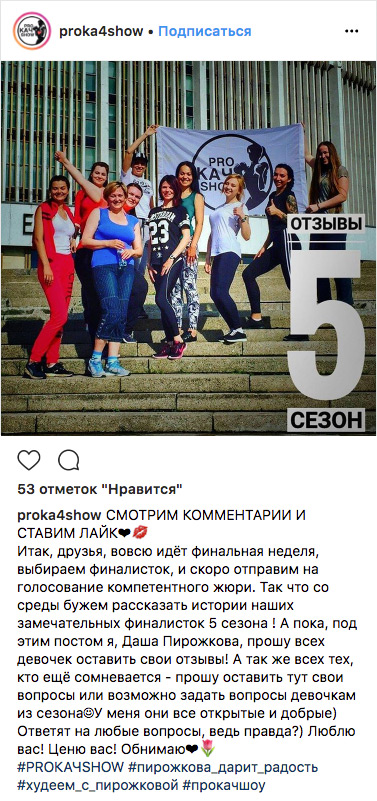 PRO
КАЧ
SHOW
proka4show • Подписаться
PRO
КАЧ
SHOW
23
ОТЗЫВЫ
5
СЕЗОН
53 отметок "Нравится"
proka4show СМОТРИМ КОММЕНТАРИИ И
СТАВИМ ЛАЙК❤💋
Итак, друзья, вовсю идёт финальная неделя,
выбираем финалисток, и скоро отправим на
голосование компетентного жюри. Так что со
среды бужем рассказать истории наших
замечательных финалисток 5 сезона ! А пока, под
этим постом я, Даша Пирожкова, прошу всех
девочек оставить свои отзывы! А так же всех тех,
кто ещё сомневается - прошу оставить тут свои
вопросы или возможно задать вопросы девочкам
из сезона😉У меня они все открытые и добрые)
Ответят на любые вопросы, ведь правда?) Люблю
вас! Ценю вас! Обнимаю❤🌷
#PROКАЧSHOW #пирожкова_дарит_радость
#худеем_с_пирожковой #прокачшоу